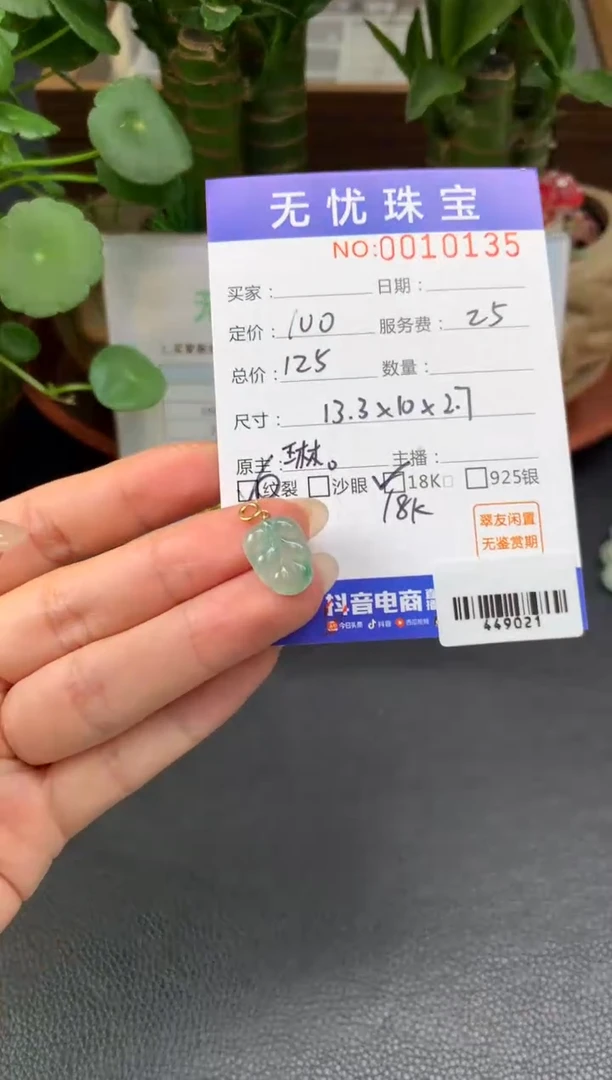 无忧珠宝
NO:0010135
买家： 日期：
定价：100 服务费：25
总价：125 数量：
尺寸：13.3×10×2.7
原主：琳。 主播：
纹裂 沙眼 18K 925银
18K
翠友闲置
无鉴赏期
抖音电商
今日头条 抖音 西瓜视频
449021